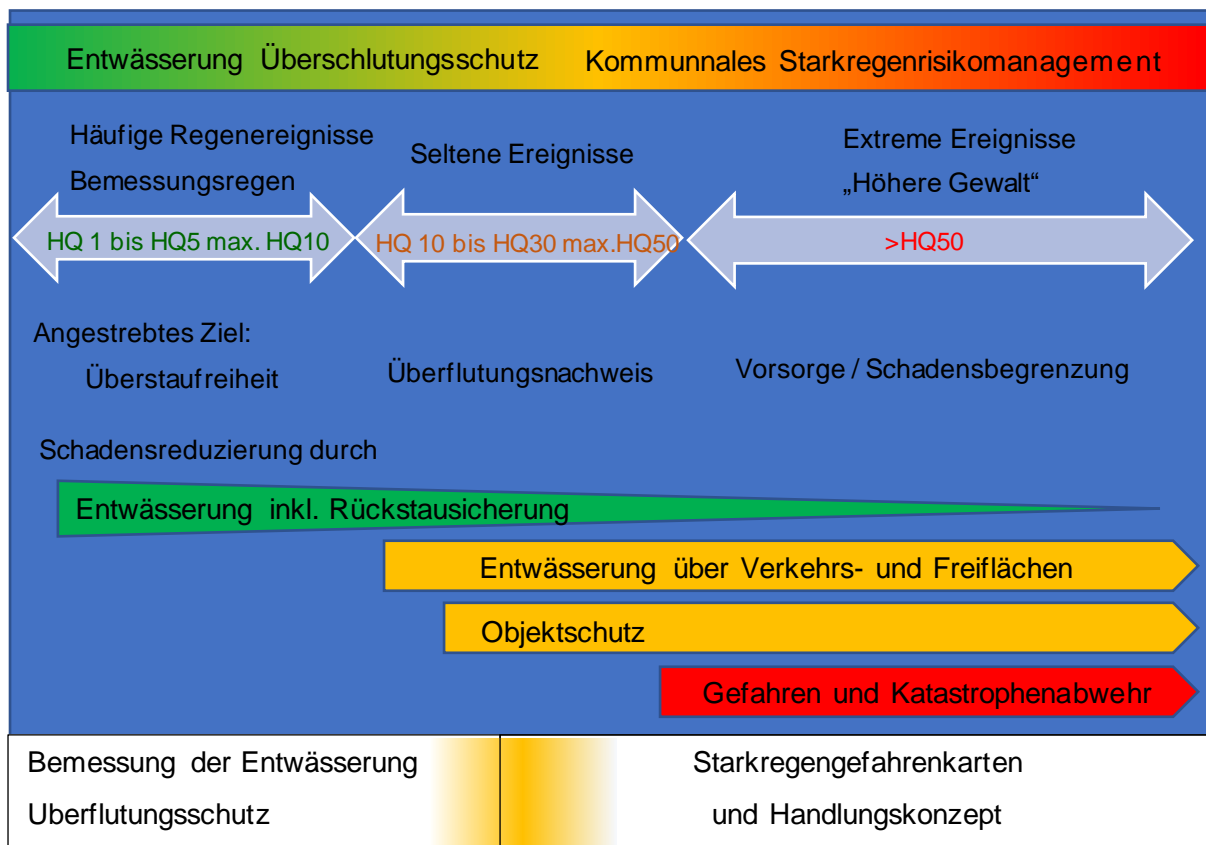 Entwässerung Überschlutungsschutz Kommunnales Starkregenrisikomanagement
Häufige Regenereignisse
Bemessungsregen
Seltene Ereignisse
Extreme Ereignisse
„Höhere Gewalt“
HQ 1 bis HQ5 max. HQ10
HQ 10 bis HQ30 max.HQ50
>HQ50
Angestrebtes Ziel:
Überstaufreiheit
Überflutungsnachweis
Vorsorge / Schadensbegrenzung
Schadensreduzierung durch
Entwässerung inkl. Rückstausicherung
Entwässerung über Verkehrs- und Freiflächen
Objektschutz
Gefahren und Katastrophenabwehr
Bemessung der Entwässerung
Uberflutungsschutz
Starkregengefahrenkarten
und Handlungskonzept